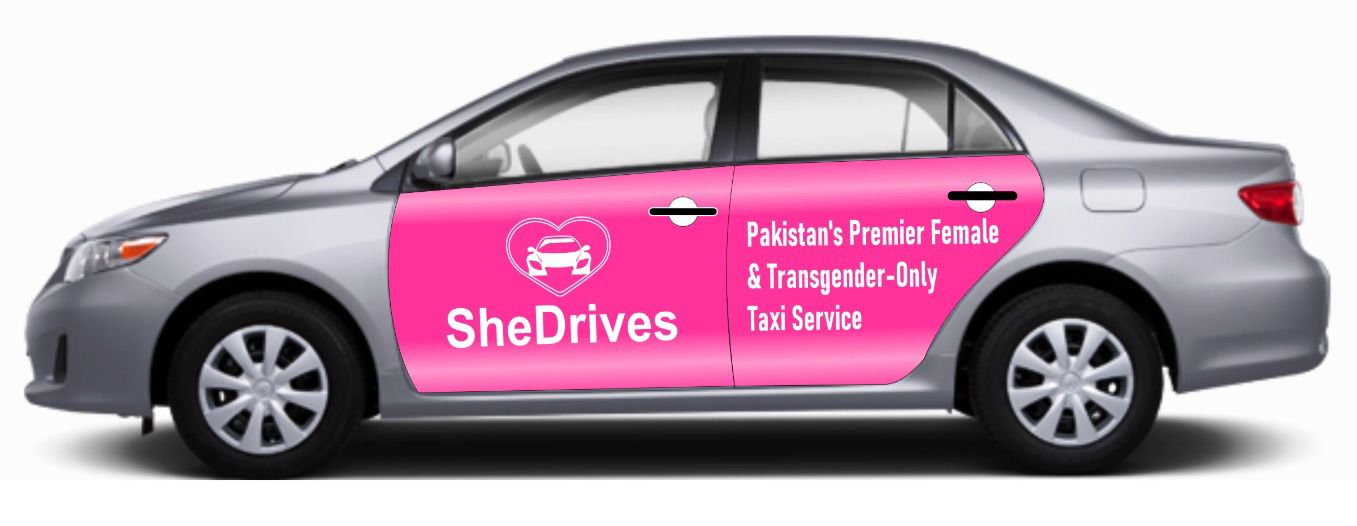 SheDrives
Pakistan's Premier Female
& Transgender-Only
Taxi Service